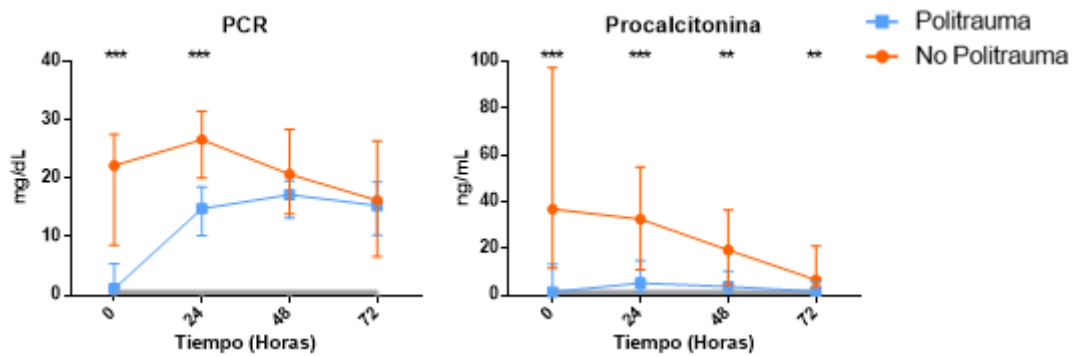 PCR
Procalcitonina
Politrauma
No Politrauma
*** ***
*** *** ** **
mg/dL
40
30
20
10
0
0 24 48 72
Tiempo (Horas)
ng/mL
100
80
60
40
20
0
0 24 48 72
Tiempo (Horas)